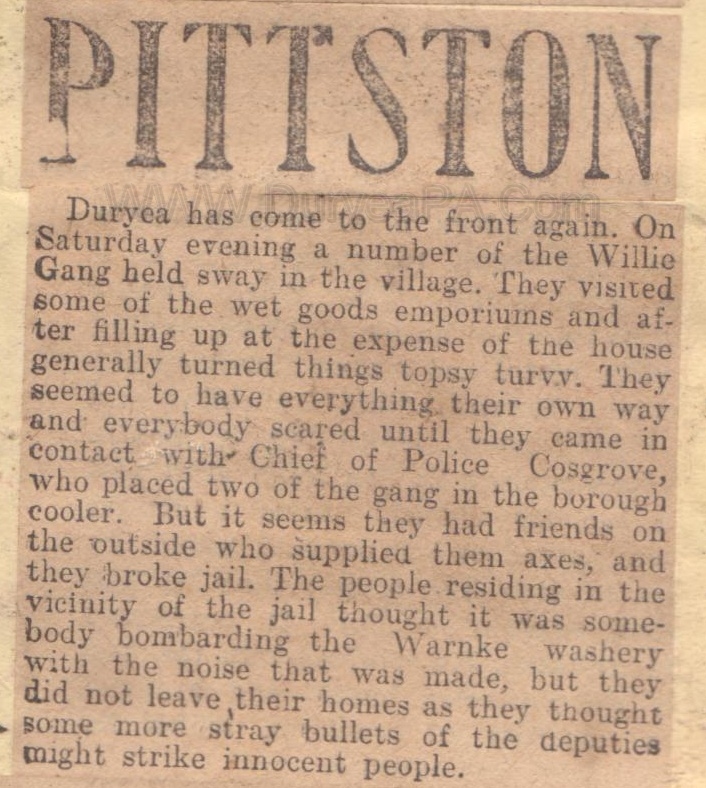 PITTSTON
www.DuryeaPA.com
Duryea has come to the front again. On
Saturday evening a number of the Willie
Gang held sway in the village. They visited
some of the wet goods emporiums and af-
ter filling up at the expense of the house
generally turned things topsy turvy. They
seemed to have everything their own way
and everybody scared until they came in
contact with Chief of Police Cosgrove,
who placed two of the gang in the borough
cooler. But it seems they had friends on
the outside who supplied them axes, and
they broke jail. The people residing in the
vicinity of the jail thought it was some-
body bombarding the Warnke washery
with the noise that was made, but they
did not leave their homes as they thought
some more stray bullets of the deputies
might strike innocent people.